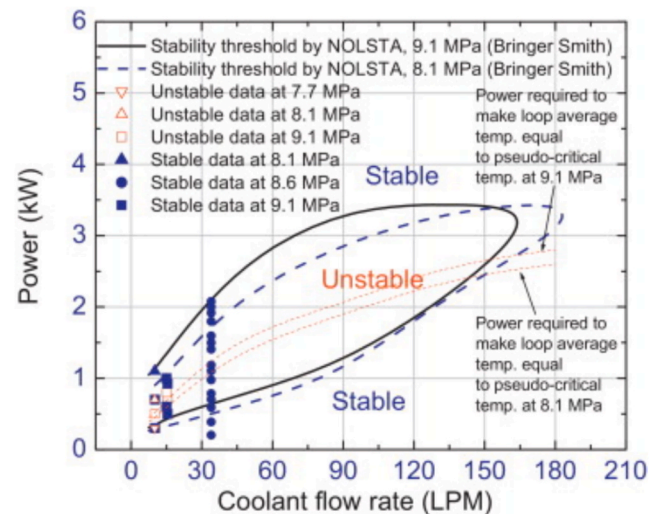 6
5
4
3
2
1
0
Power (kW)
Stability threshold by NOLSTA, 9.1 MPa (Bringer Smith)
Stability threshold by NOLSTA, 8.1 MPa (Bringer Smith)
Unstable data at 7.7 MPa
Unstable data at 8.1 MPa
Unstable data at 9.1 MPa
Stable data at 8.1 MPa
Stable data at 8.6 MPa
Stable data at 9.1 MPa
Power required to
make loop average
temp. equal
to pseudo-critical
temp. at 9.1 MPa
Stable
Unstable
Stable
Power required to
make loop average
temp. equal
to pseudo-critical
temp. at 8.1 MPa
0 30 60 90 120 150 180 210
Coolant flow rate (LPM)